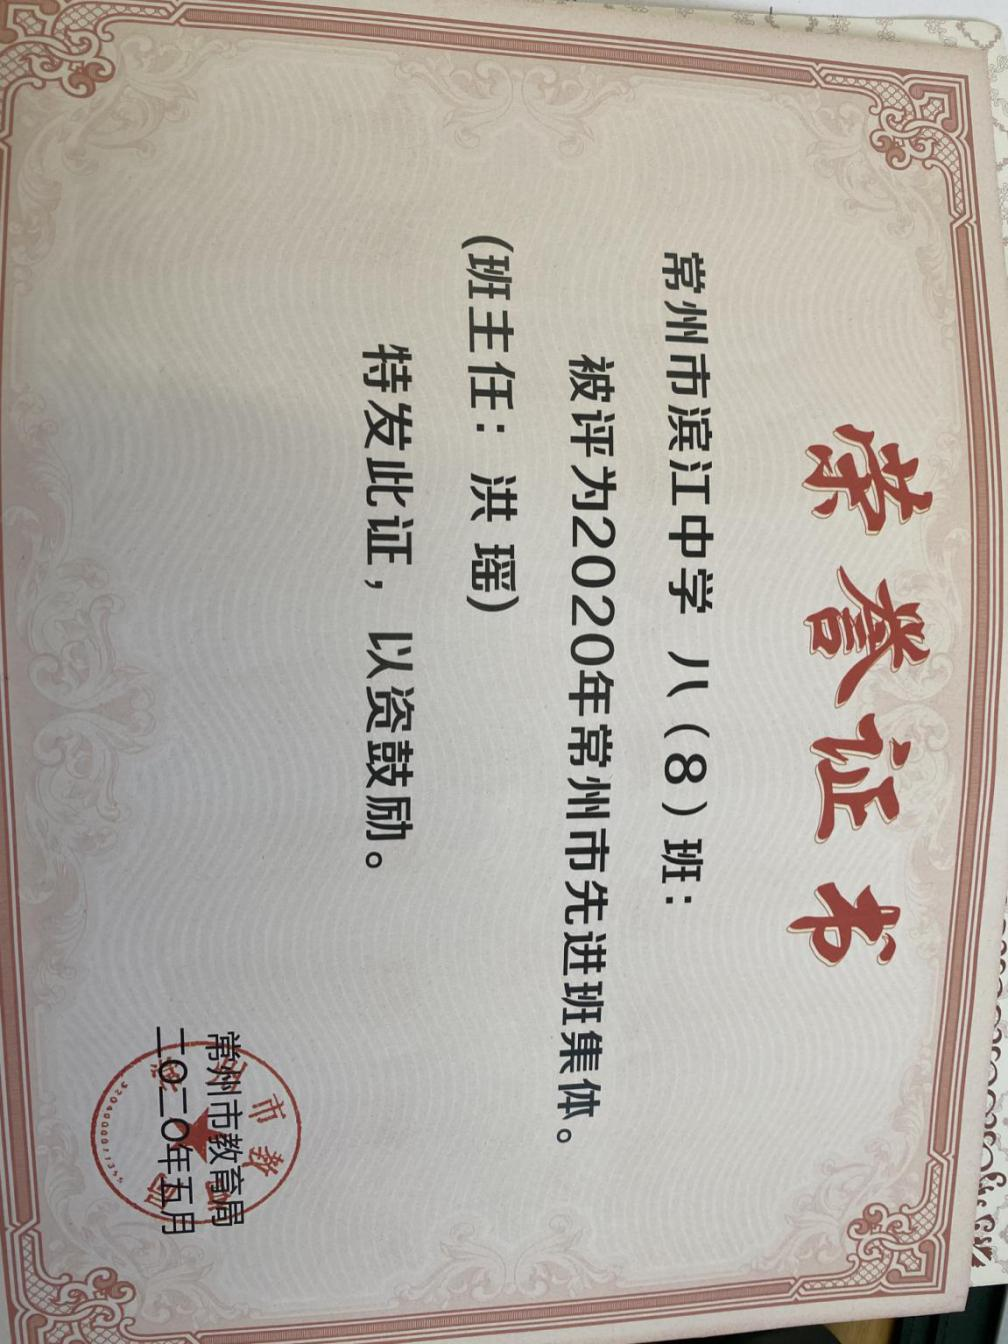 荣誉证书
常州市滨江中学 八（8）班：
被评为2020年常州市先进班集体。
(班主任：洪 瑶)
特发此证，以资鼓励。
常州市教育局
二〇二〇年五月